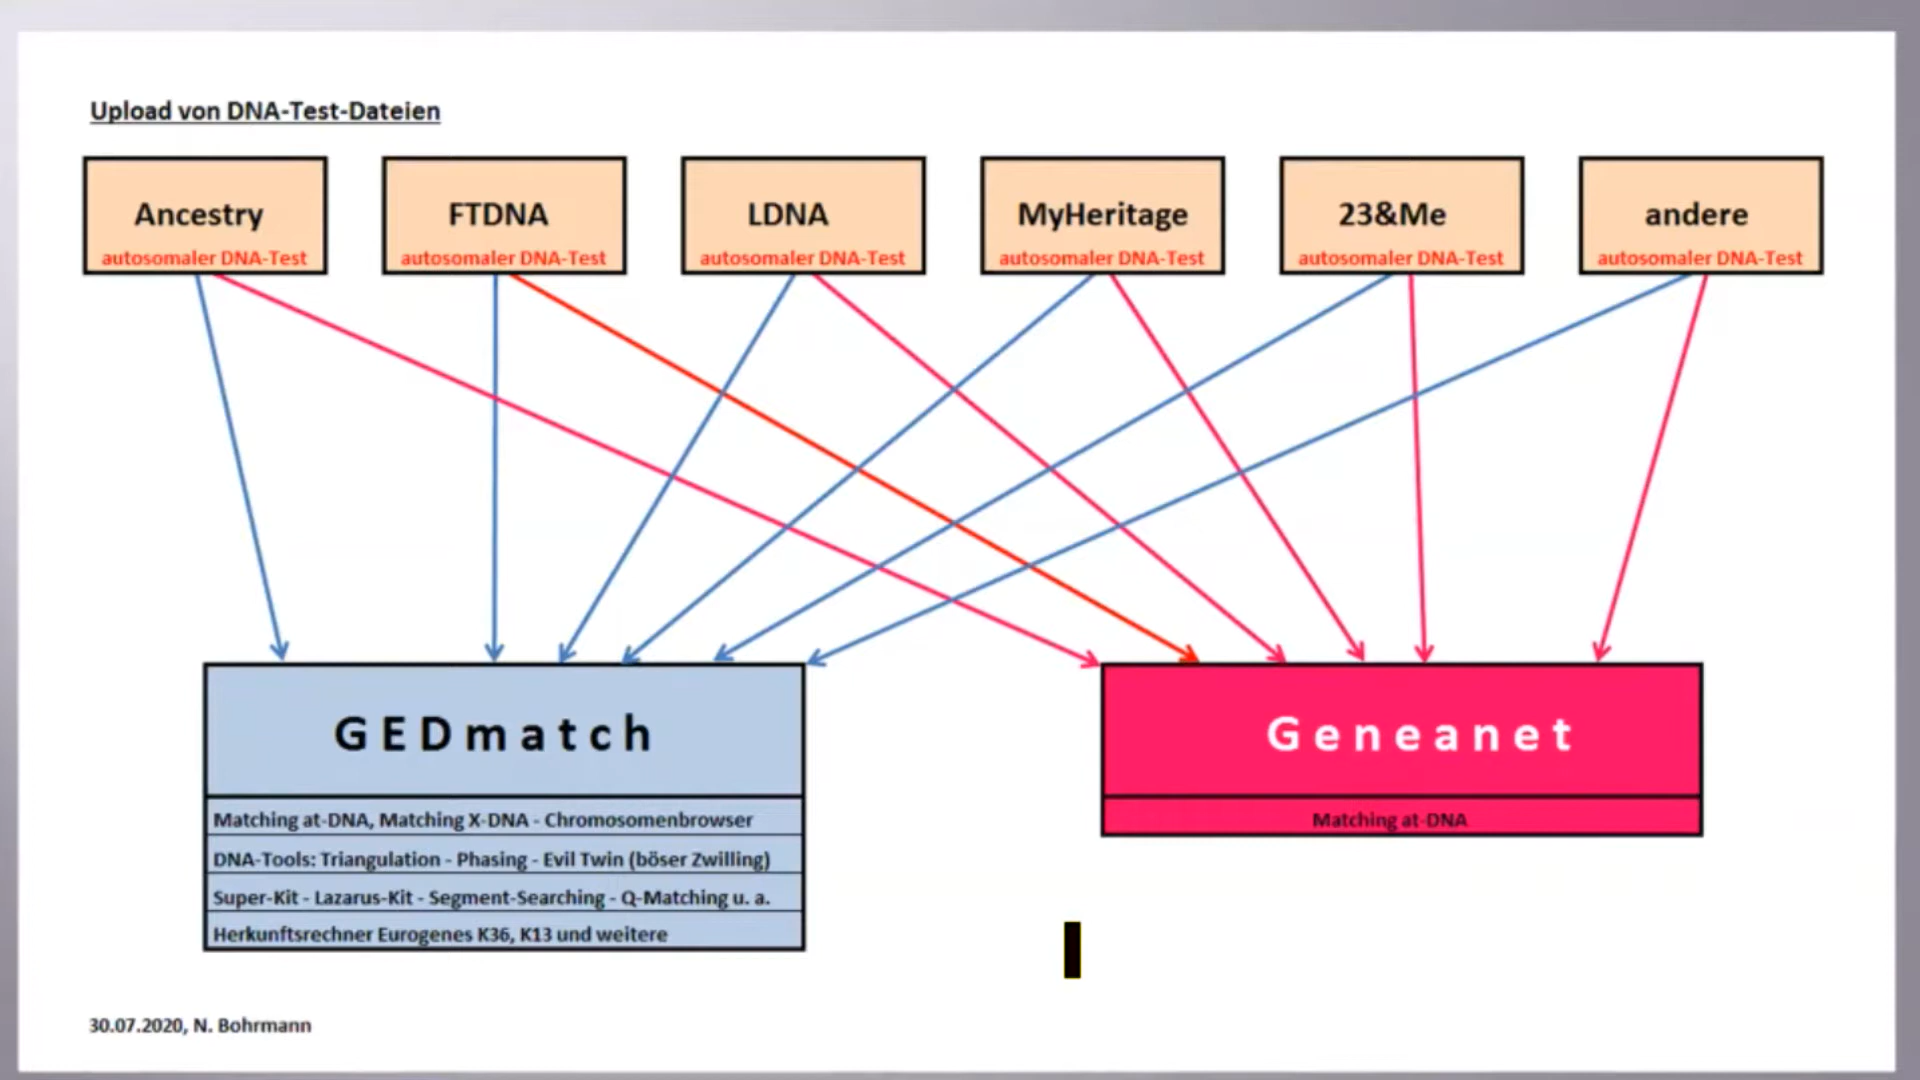 Upload von DNA-Test-Dateien
Ancestry
autosomaler DNA-Test
FTDNA
autosomaler DNA-Test
LDNA
autosomaler DNA-Test
MyHeritage
autosomaler DNA-Test
23&Me
autosomaler DNA-Test
andere
autosomaler DNA-Test
GEDmatch
Matching at-DNA, Matching X-DNA - Chromosomenbrowser
DNA-Tools: Triangulation - Phasing - Evil Twin (böser Zwilling)
Super-Kit - Lazarus-Kit - Segment-Searching - Q-Matching u. a.
Herkunftsrechner Eurogenes K36, K13 und weitere
Geneanet
Matching at-DNA
30.07.2020, N. Bohrmann